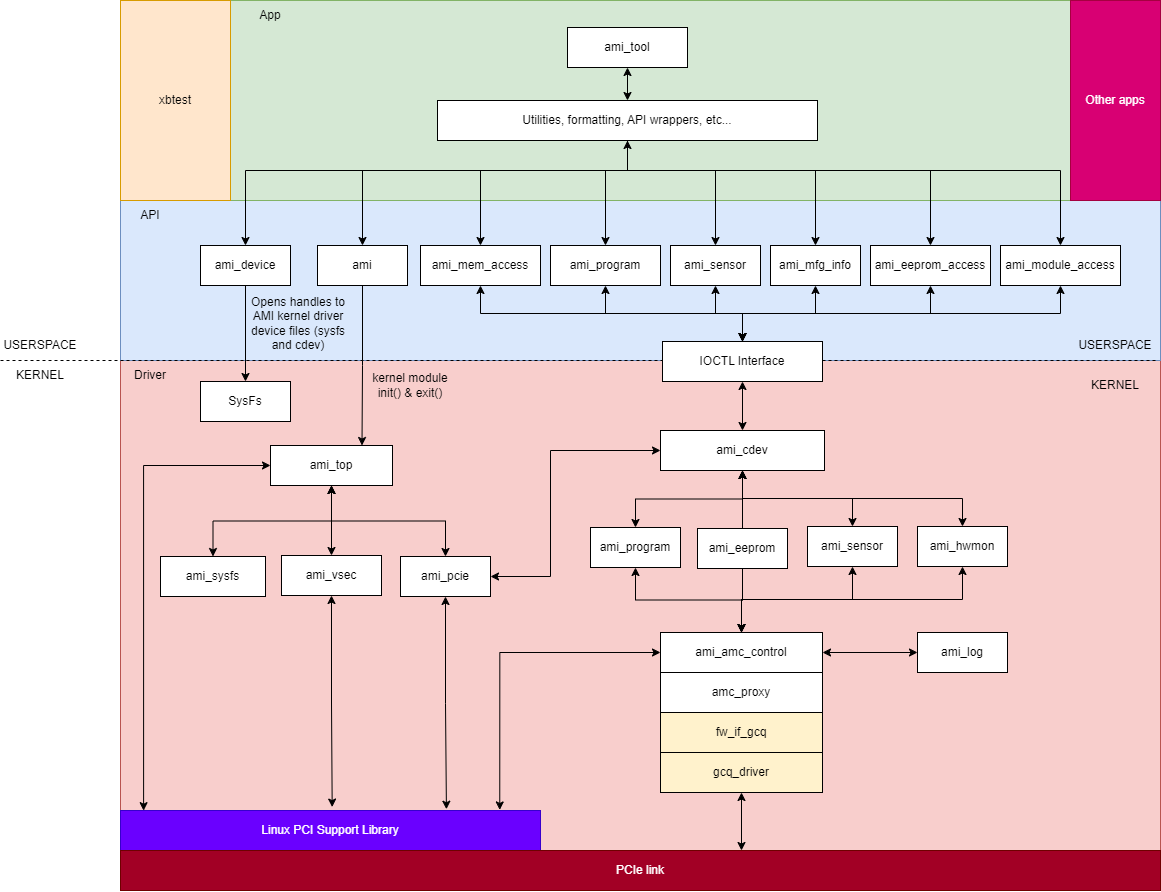 App
ami_tool
xbtest
Other apps
Utilities, formatting, API wrappers, etc...
API
ami_device
ami
ami_mem_access
ami_program
ami_sensor
ami_mfg_info
ami_eeprom_access
ami_module_access
Opens handles to
AMI kernel driver
device files (sysfs
and cdev)
USERSPACE
USERSPACE
IOCTL Interface
KERNEL
Driver
kernel module
init() & exit()
KERNEL
SysFs
ami_cdev
ami_top
ami_program
ami_eeprom
ami_sensor
ami_hwmon
ami_sysfs
ami_vsec
ami_pcie
ami_amc_control
ami_log
amc_proxy
fw_if_gcq
gcq_driver
Linux PCI Support Library
PCIe link